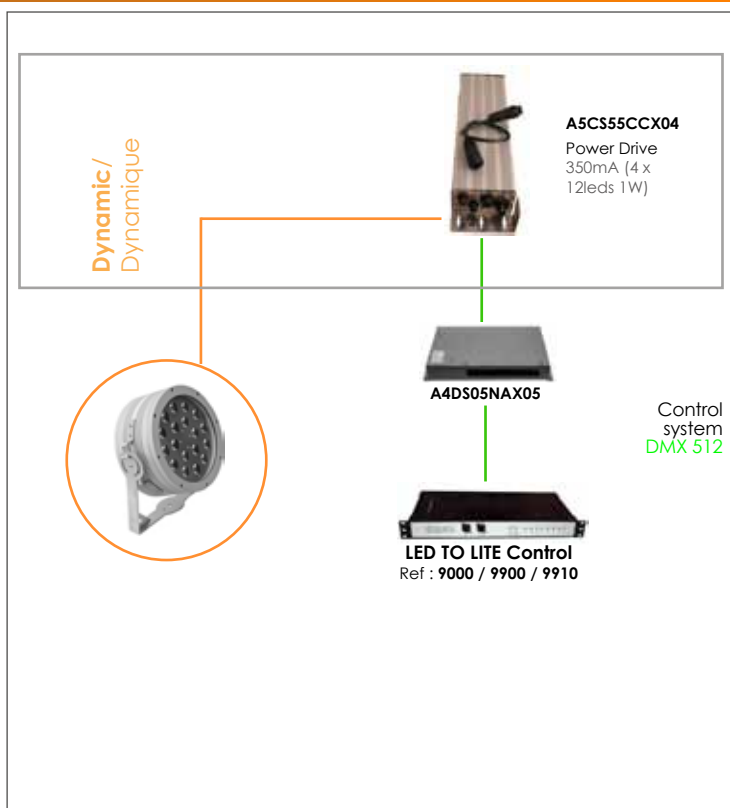 Dynamic/
Dynamique
A5CS55CCX04
Power Drive
350mA (4 x
12leds 1W)
A4DS05NAX05
Control
system
DMX 512
LED TO LITE Control
Ref : 9000 / 9900 / 9910